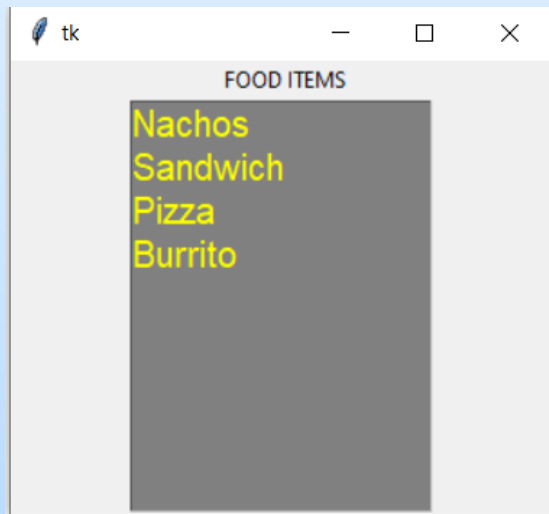 tk
FOOD ITEMS
Nachos
Sandwich
Pizza
Burrito